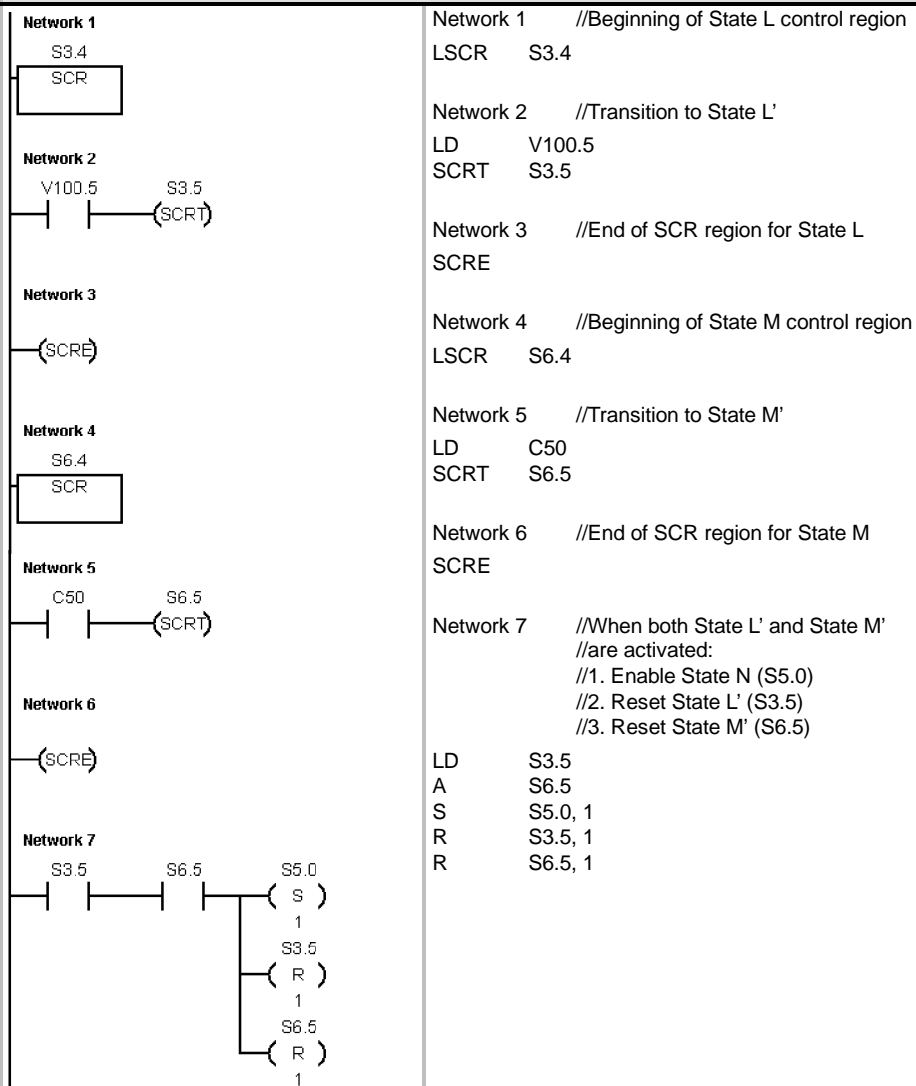 Network 1
S3.4
SCR
Network 2
V100.5 S3.5
(SCRT)
Network 3
(SCRE)
Network 4
S6.4
SCR
Network 5
C50 S6.5
(SCRT)
Network 6
(SCRE)
Network 7
S3.5 S6.5 S5.0
( S )
1
S3.5
( R )
1
S6.5
( R )
1
Network 1 //Beginning of State L control region
LSCR S3.4
Network 2 //Transition to State L’
LD V100.5
SCRT S3.5
Network 3 //End of SCR region for State L
SCRE
Network 4 //Beginning of State M control region
LSCR S6.4
Network 5 //Transition to State M’
LD C50
SCRT S6.5
Network 6 //End of SCR region for State M
SCRE
Network 7 //When both State L’ and State M’
//are activated:
//1. Enable State N (S5.0)
//2. Reset State L’ (S3.5)
//3. Reset State M’ (S6.5)
LD S3.5
A S6.5
S S5.0, 1
R S3.5, 1
R S6.5, 1